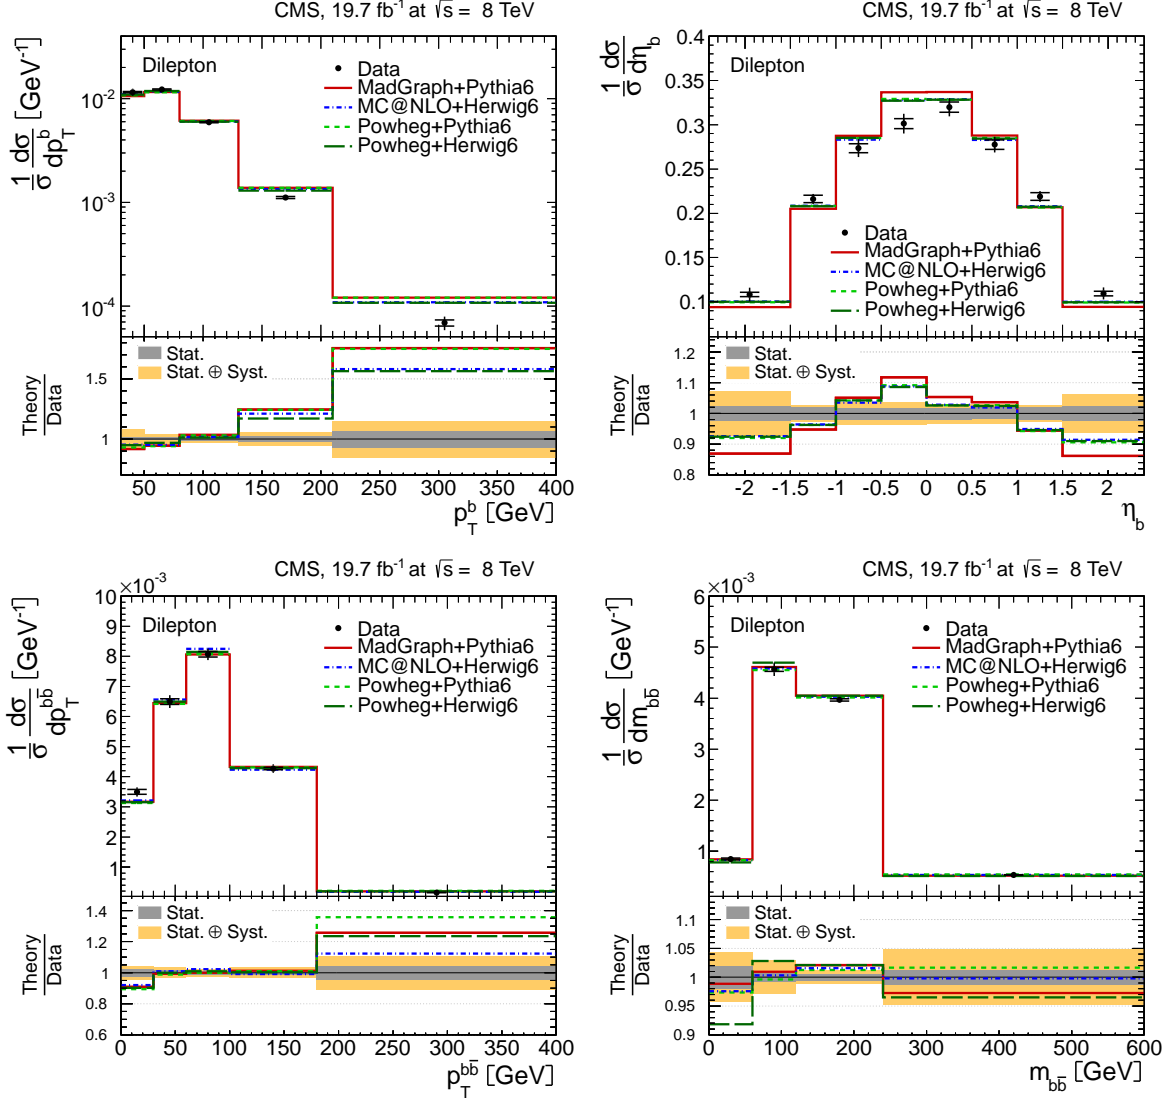 CMS, 19.7 fb⁻¹ at √s = 8 TeV
1/σ dσ/dp_T^b [GeV⁻¹]
Dilepton
Data
MadGraph+Pythia6
MC@NLO+Herwig6
Powheg+Pythia6
Powheg+Herwig6
10⁻²
10⁻³
10⁻⁴
Theory/Data
Stat.
Stat. ⊕ Syst.
1.5
1
50 100 150 200 250 300 350 400
p_T^b [GeV]
CMS, 19.7 fb⁻¹ at √s = 8 TeV
1/σ dσ/dη_b
Dilepton
0.4
0.35
0.3
0.25
0.2
0.15
0.1
Data
MadGraph+Pythia6
MC@NLO+Herwig6
Powheg+Pythia6
Powheg+Herwig6
Theory/Data
Stat.
Stat. ⊕ Syst.
1.2
1.1
1.0
0.9
0.8
-2 -1.5 -1 -0.5 0 0.5 1 1.5 2
η_b
CMS, 19.7 fb⁻¹ at √s = 8 TeV
×10⁻³
1/σ dσ/dp_T^bb̄ [GeV⁻¹]
Dilepton
Data
MadGraph+Pythia6
MC@NLO+Herwig6
Powheg+Pythia6
Powheg+Herwig6
10
9
8
7
6
5
4
3
2
1
Theory/Data
Stat.
Stat. ⊕ Syst.
1.4
1.2
1.0
0.8
0.6
0 50 100 150 200 250 300 350 400
p_T^bb̄ [GeV]
CMS, 19.7 fb⁻¹ at √s = 8 TeV
×10⁻³
1/σ dσ/dm_bb̄ [GeV⁻¹]
Dilepton
Data
MadGraph+Pythia6
MC@NLO+Herwig6
Powheg+Pythia6
Powheg+Herwig6
6
5
4
3
2
1
Theory/Data
Stat.
Stat. ⊕ Syst.
1.1
1.05
1.00
0.95
0.9
0 100 200 300 400 500 600
m_bb̄ [GeV]